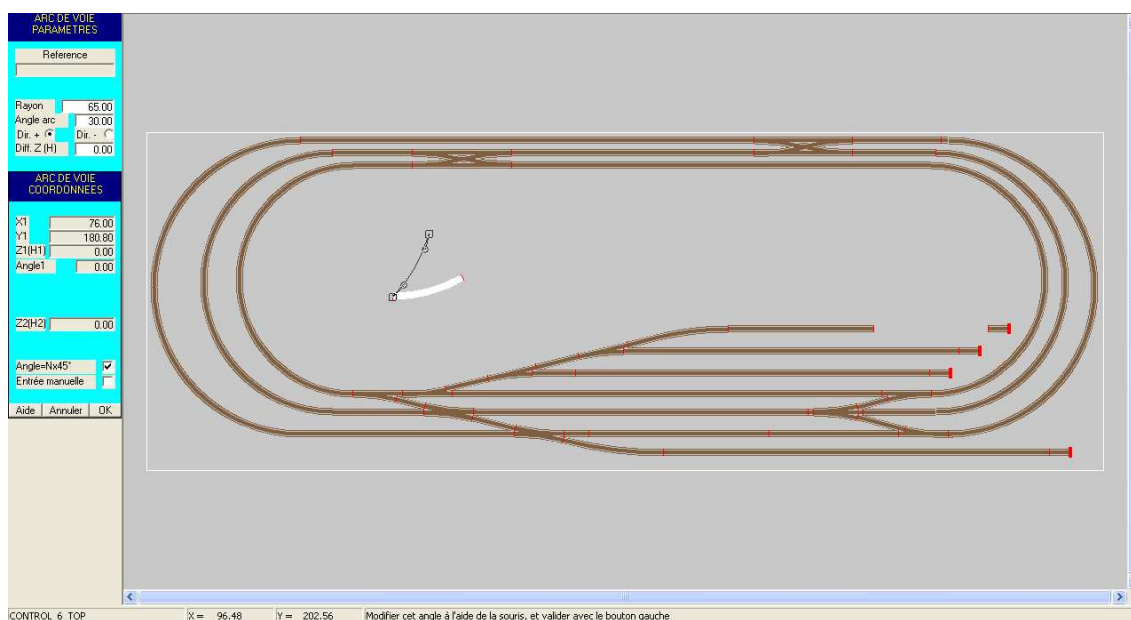 ARC DE VOIE
PARAMETRES
Reference
Rayon 65.00
Angle arc 30.00
Dir. + Dir. -
Diff. Z (H) 0.00
ARC DE VOIE
COORDONNEES
X1 76.00
Y1 180.80
Z1(H1) 0.00
Angle1 0.00
Z2(H2) 0.00
Angle=Nx45°
Entrée manuelle
Aide Annuler OK
CONTROL 6 TOP X = 96.48 Y = 202.56 Modifier cet angle à l'aide de la souris, et valider avec le bouton gauche